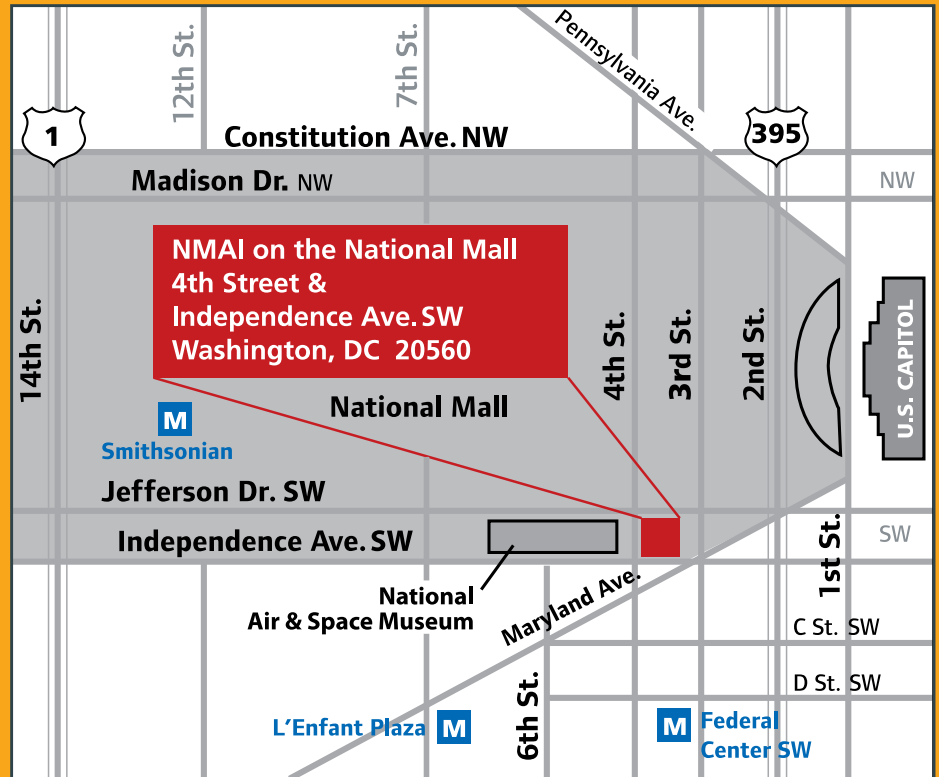 12th St.
7th St.
Pennsylvania Ave.
1
395
Constitution Ave. NW
Madison Dr. NW
NW
NMAI on the National Mall
4th Street &
Independence Ave. SW
Washington, DC 20560
14th St.
4th St.
3rd St.
2nd St.
U.S. CAPITOL
National Mall
M
Smithsonian
Jefferson Dr. SW
Independence Ave. SW
SW
1st St.
National
Air & Space Museum
Maryland Ave.
C St. SW
D St. SW
6th St.
L’Enfant Plaza M
M Federal
Center SW